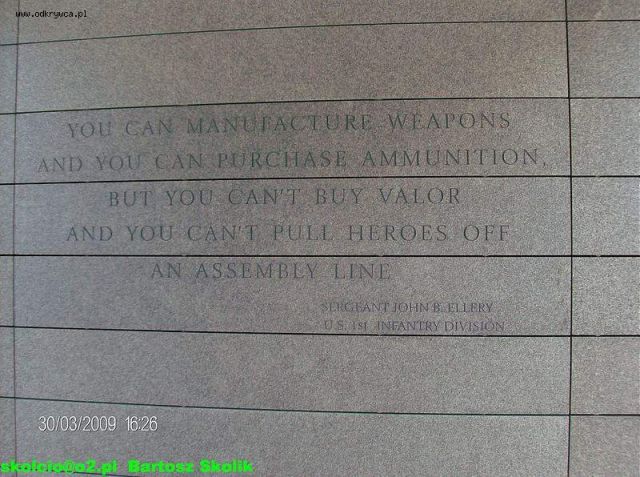 www.odkrywca.pl
YOU CAN MANUFACTURE WEAPONS
AND YOU CAN PURCHASE AMMUNITION,
BUT YOU CAN'T BUY VALOR
AND YOU CAN'T PULL HEROES OFF
AN ASSEMBLY LINE
SERGEANT JOHN B. ELLERY
U.S. 1st INFANTRY DIVISION
30/03/2009 16:26
skolcio@o2.pl Bartosz Skolik